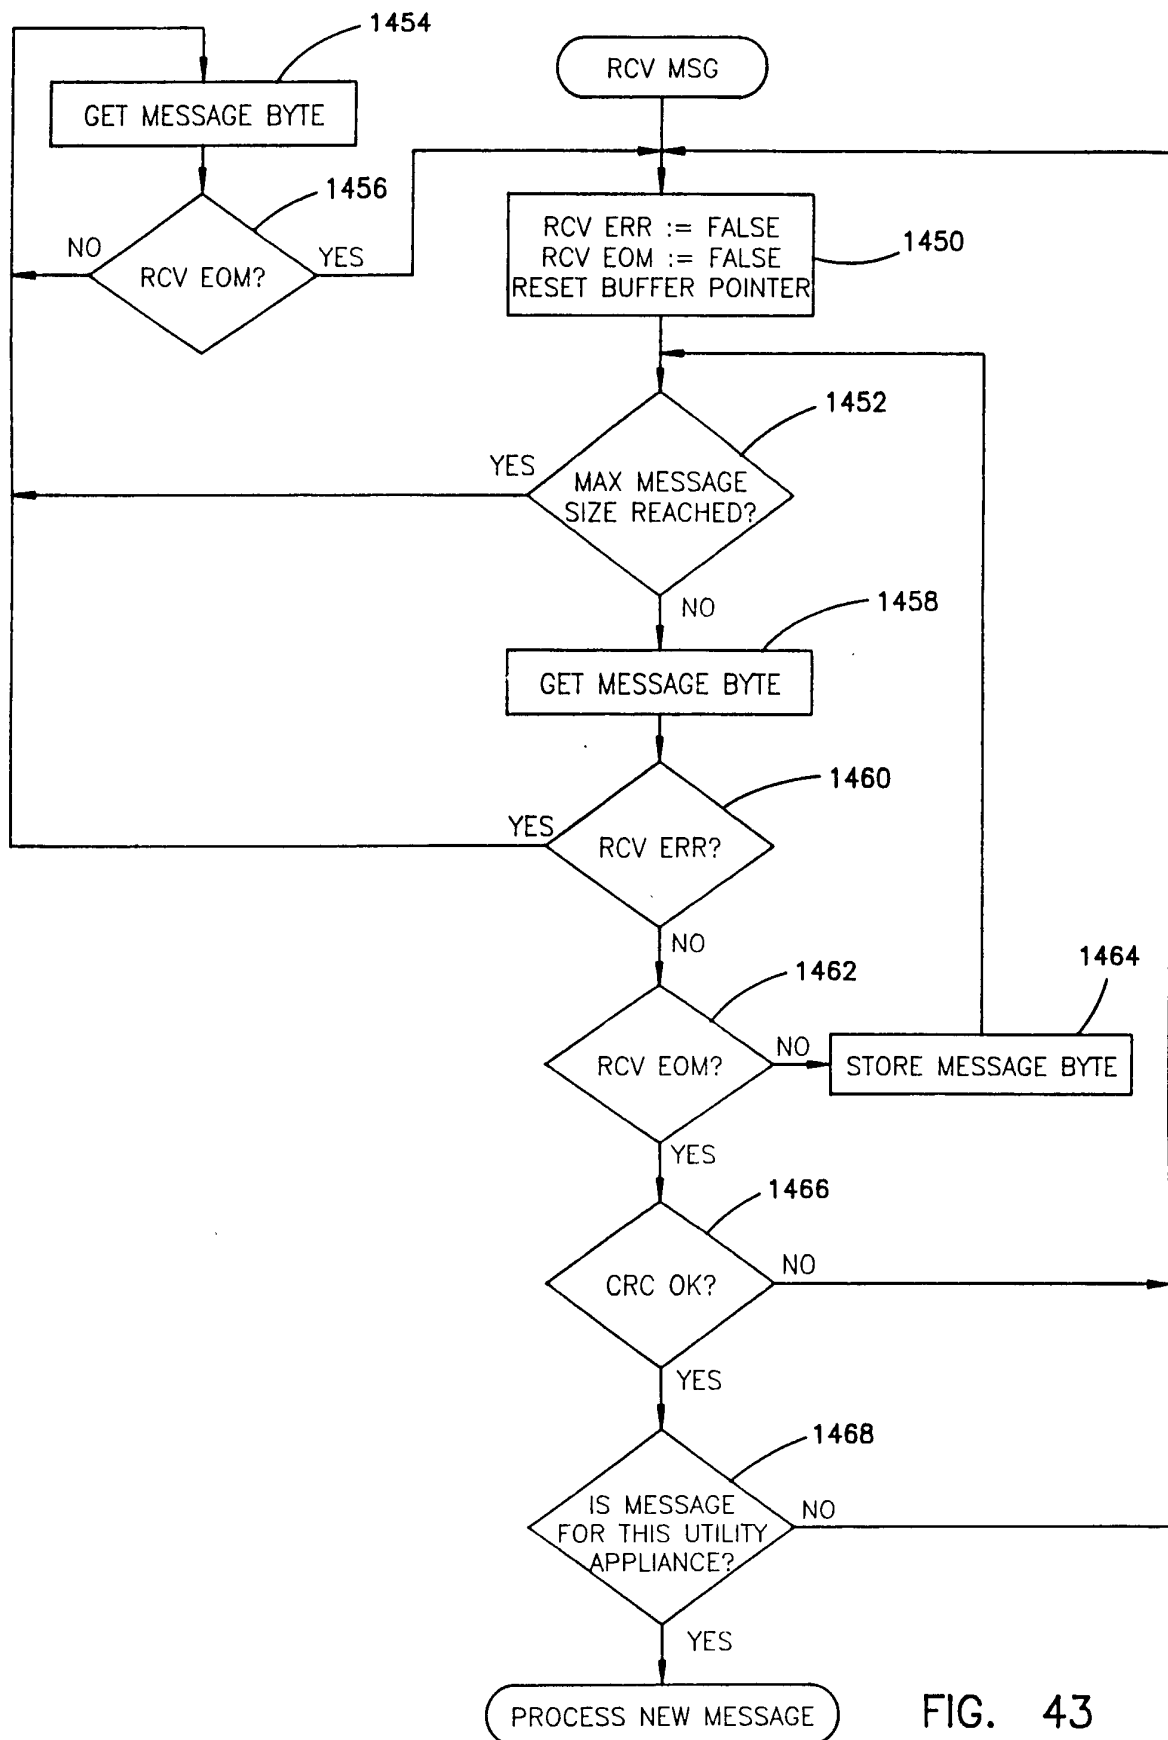 1454
RCV MSG
GET MESSAGE BYTE
1456
NO
YES
RCV EOM?
RCV ERR := FALSE
RCV EOM := FALSE
RESET BUFFER POINTER
1450
1452
YES
MAX MESSAGE
SIZE REACHED?
NO
1458
GET MESSAGE BYTE
1460
YES
RCV ERR?
NO
1462
1464
RCV EOM?
NO
STORE MESSAGE BYTE
YES
1466
CRC OK?
NO
YES
1468
IS MESSAGE
FOR THIS UTILITY
APPLIANCE?
NO
YES
PROCESS NEW MESSAGE
FIG. 43